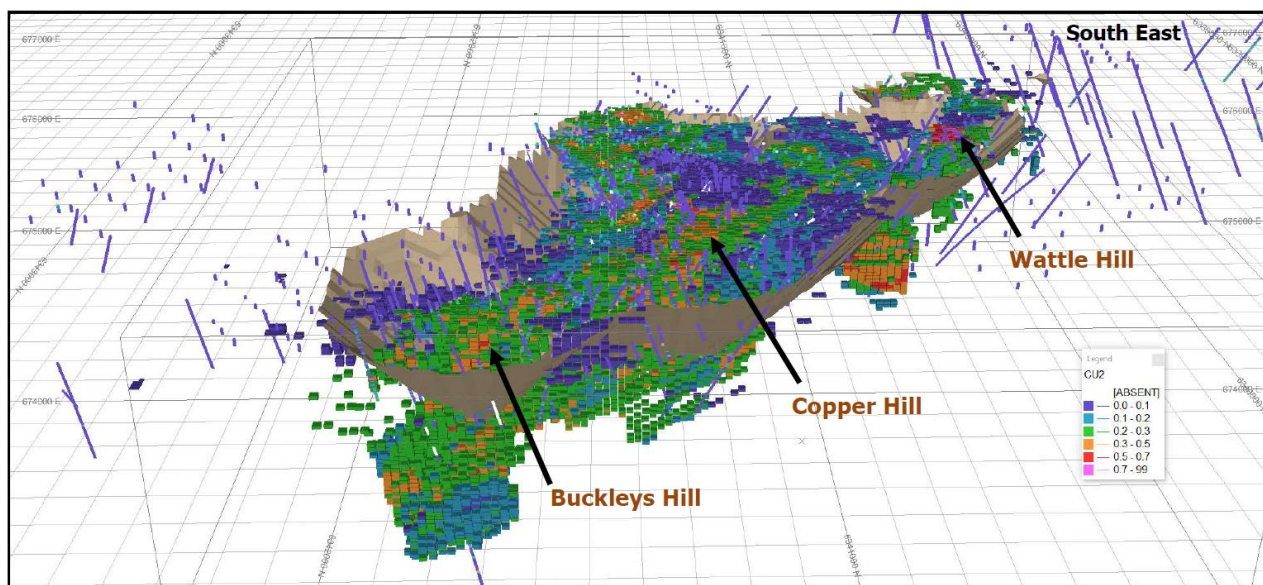 677000 E
South East
676000 E
676000 E
675000 E
675000 E
Wattle Hill
674000 E
674000 E
Legend
CU2
[ABSENT]
0.0 - 0.1
0.1 - 0.2
0.2 - 0.3
0.3 - 0.5
0.5 - 0.7
0.7 - 99
Copper Hill
Buckleys Hill
6341000 N